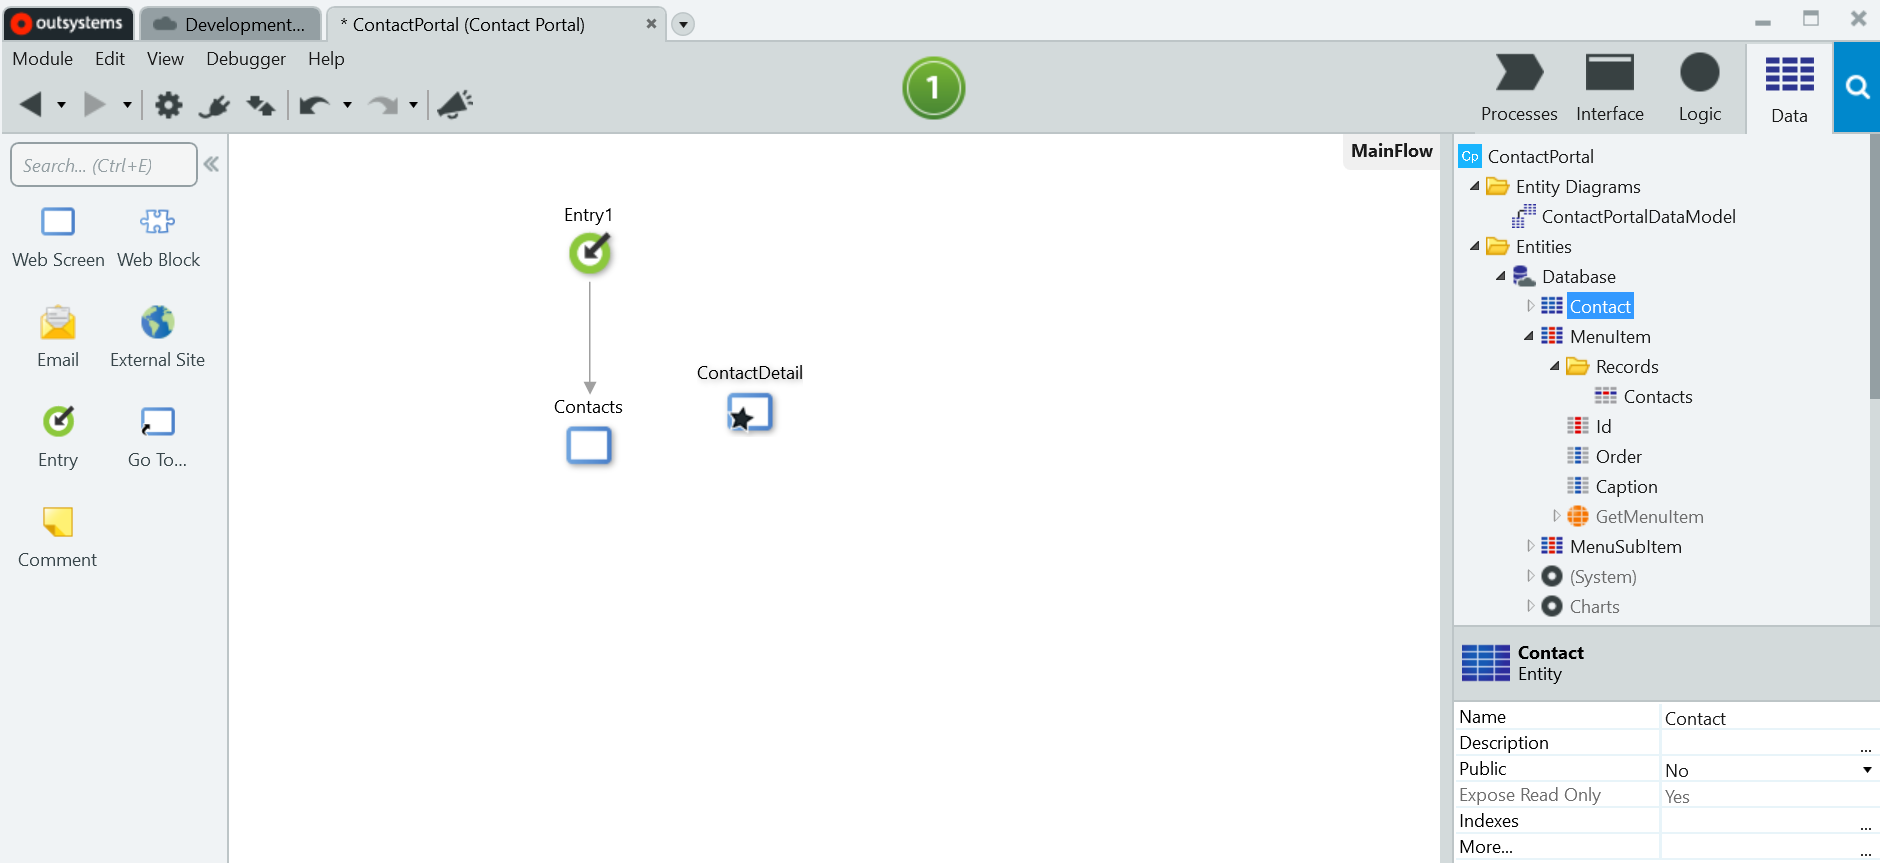 outsystems
Development...
* ContactPortal (Contact Portal)
Module Edit View Debugger Help
1
Processes Interface Logic Data
Search... (Ctrl+E)
Web Screen Web Block
Email External Site
Entry Go To...
Comment
MainFlow
Entry1
ContactDetail
Contacts
Cp ContactPortal
Entity Diagrams
ContactPortalDataModel
Entities
Database
Contact
MenuItem
Records
Contacts
Id
Order
Caption
GetMenuItem
MenuSubItem
(System)
Charts
Contact
Entity
Name Contact
Description ...
Public No
Expose Read Only Yes
Indexes ...
More... ...